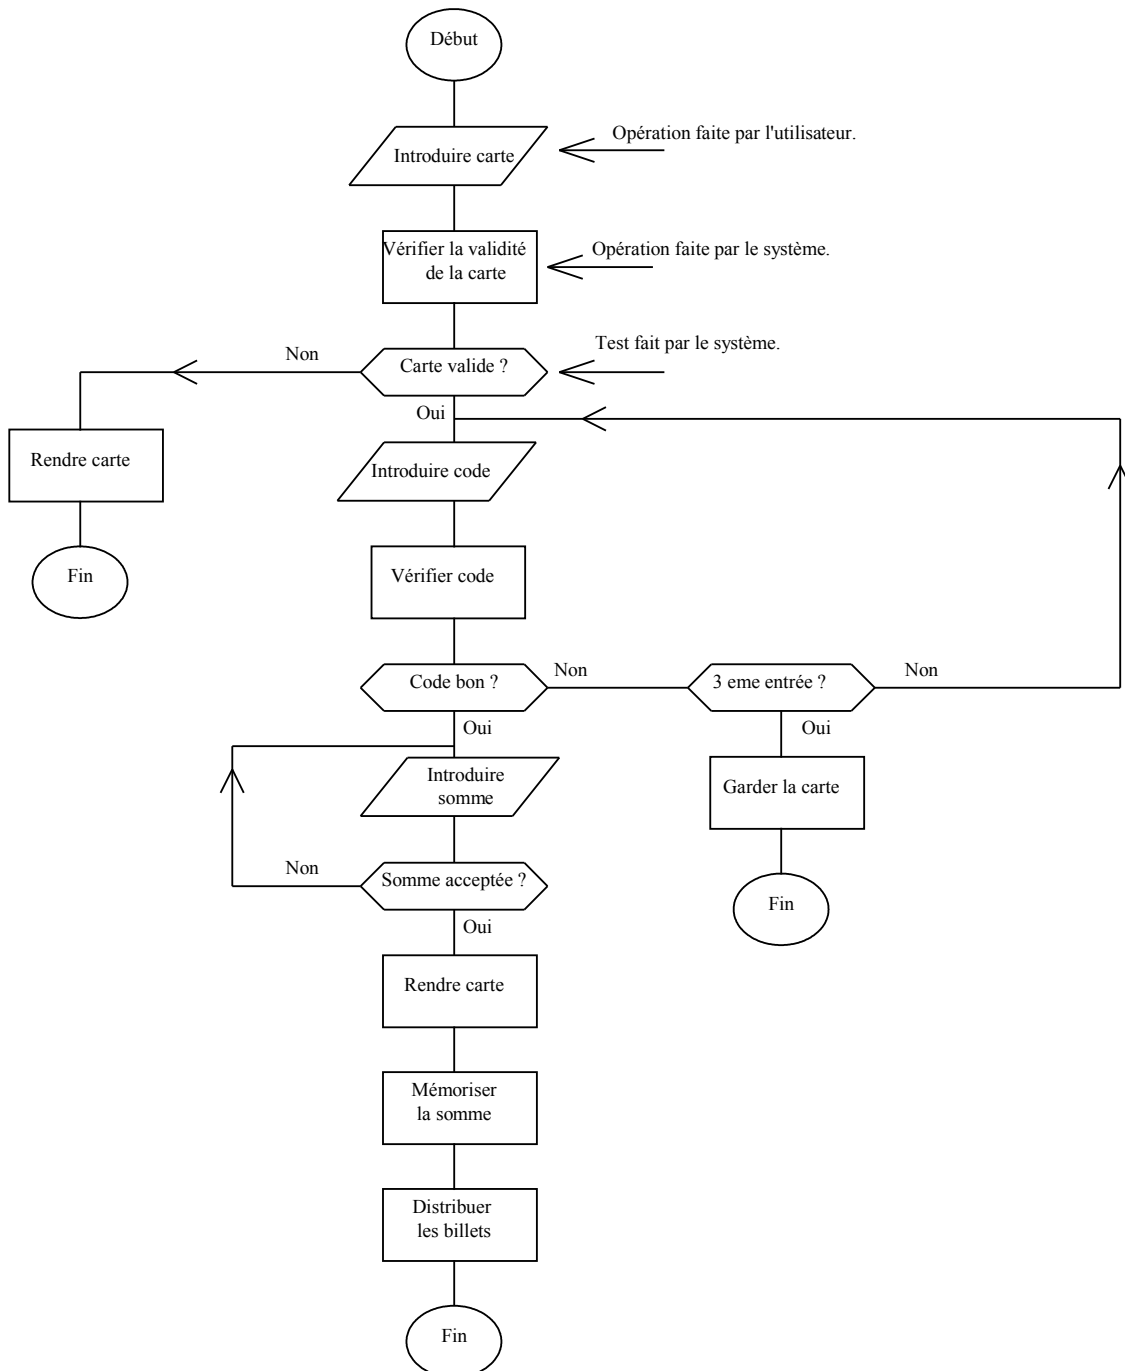 Début
Introduire carte
Opération faite par l'utilisateur.
Vérifier la validité
de la carte
Opération faite par le système.
Non
Carte valide ?
Test fait par le système.
Oui
Rendre carte
Introduire code
Fin
Vérifier code
Code bon ?
Non
3 eme entrée ?
Non
Oui
Oui
Introduire
somme
Garder la carte
Non
Somme acceptée ?
Fin
Oui
Rendre carte
Mémoriser
la somme
Distribuer
les billets
Fin